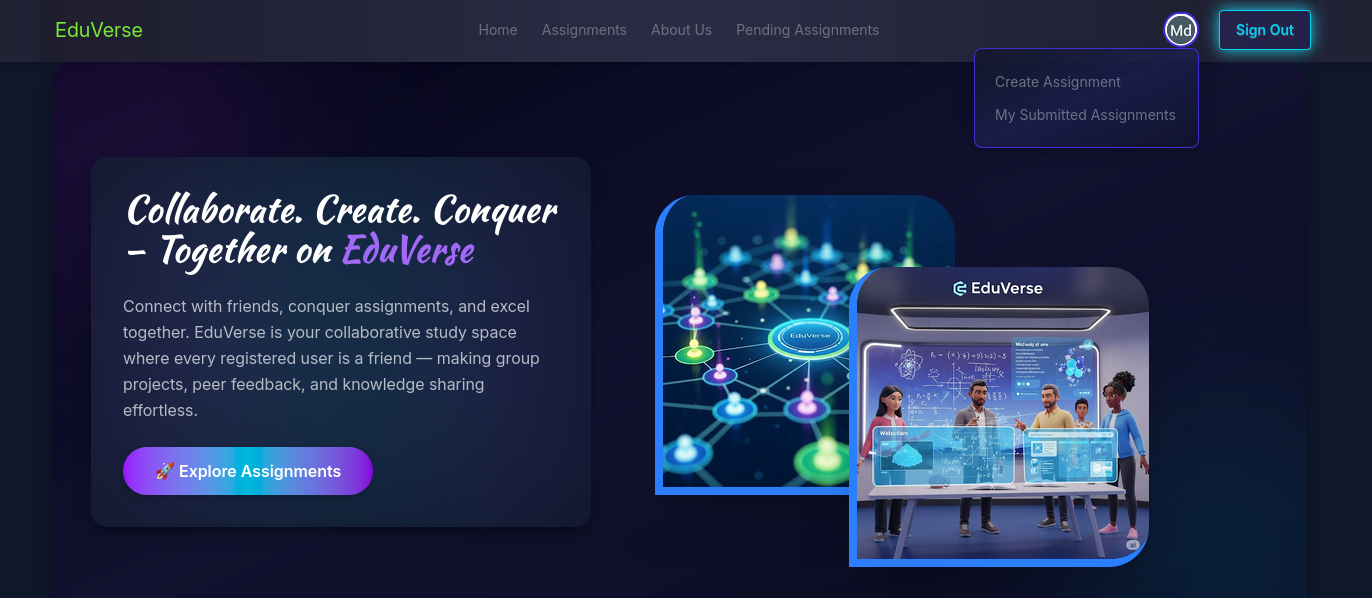 EduVerse
Home Assignments About Us Pending Assignments
Md
Sign Out
Create Assignment
My Submitted Assignments
Collaborate. Create. Conquer
– Together on EduVerse
Connect with friends, conquer assignments, and excel
together. EduVerse is your collaborative study space
where every registered user is a friend — making group
projects, peer feedback, and knowledge sharing
effortless.
🚀 Explore Assignments
EduVerse
EduVerse
ai